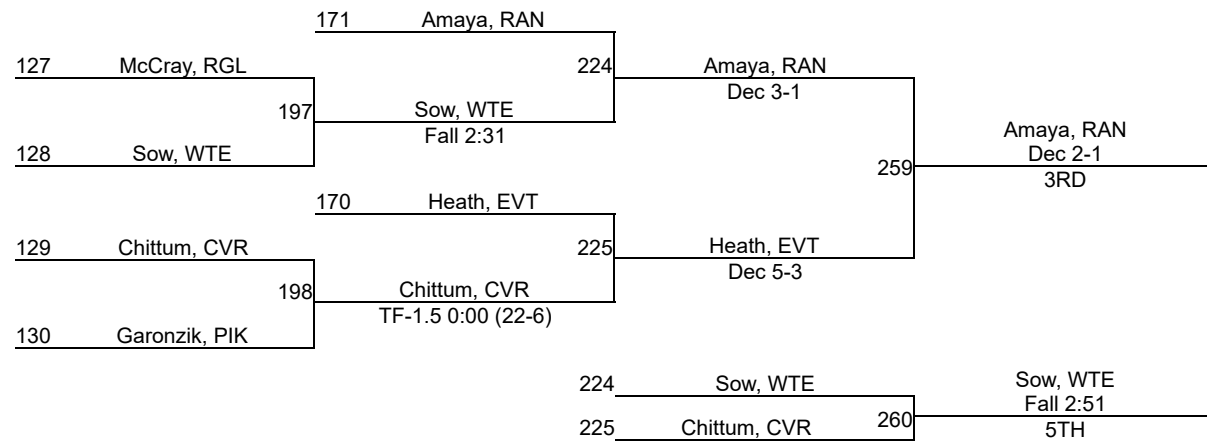 171 Amaya, RAN
127 McCray, RGL
224 Amaya, RAN
Dec 3-1
197 Sow, WTE
Fall 2:31
128 Sow, WTE
259 Amaya, RAN
Dec 2-1
3RD
170 Heath, EVT
129 Chittum, CVR
225 Heath, EVT
Dec 5-3
198 Chittum, CVR
TF-1.5 0:00 (22-6)
130 Garonzik, PIK
224 Sow, WTE
225 Chittum, CVR
260 Sow, WTE
Fall 2:51
5TH